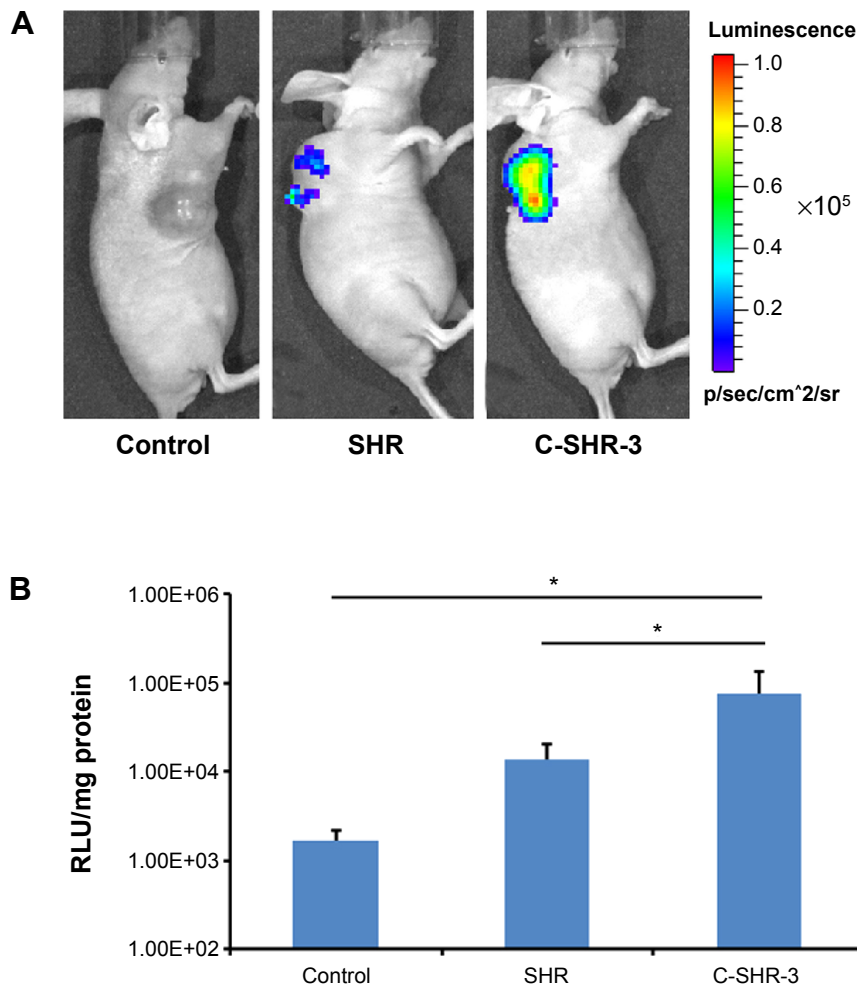 A
Luminescence
1.0
0.8
0.6
×10⁵
0.4
0.2
p/sec/cm^2/sr
Control SHR C-SHR-3
B
1.00E+06
*
*
1.00E+05
1.00E+04
1.00E+03
1.00E+02
RLU/mg protein
Control SHR C-SHR-3